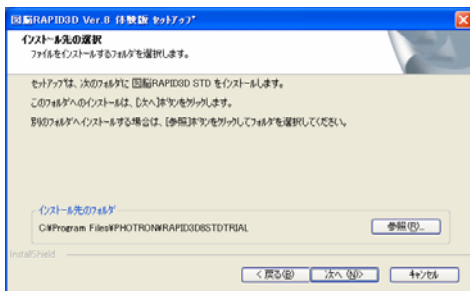 図脳RAPID3D Ver.8 体験版 セットアップ
インストール先の選択
ファイルをインストールするフォルダを選択します。
セットアップは、次のフォルダに 図脳RAPID3D STD をインストールします。
このフォルダへのインストールは、[次へ]ボタンをクリックします。
別のフォルダへインストールする場合は、[参照]ボタンをクリックしてフォルダを選択してください。
インストール先のフォルダ
C:¥Program Files¥PHOTRON¥RAPID3D8STDTRIAL
参照(R)...
InstallShield
< 戻る(B)
次へ(N) >
キャンセル